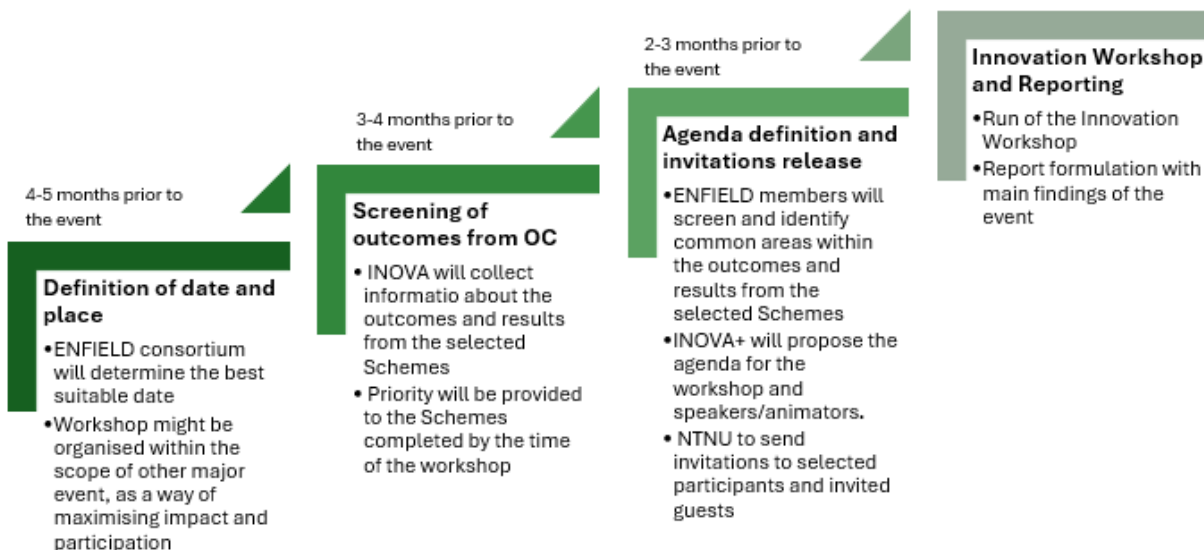 4-5 months prior to
the event
Definition of date and
place
•ENFIELD consortium
will determine the best
suitable date
•Workshop might be
organised within the
scope of other major
event, as a way of
maximising impact and
participation
3-4 months prior to
the event
Screening of
outcomes from OC
• INOVA will collect
informatio about the
outcomes and results
from the selected
Schemes
• Priority will be provided
to the Schemes
completed by the time
of the workshop
2-3 months prior to
the event
Agenda definition and
invitations release
•ENFIELD members will
screen and identify
common areas within
the outcomes and
results from the
selected Schemes
•INOVA+ will propose the
agenda for the
workshop and
speakers/animators.
• NTNU to send
invitations to selected
participants and invited
guests
Innovation Workshop
and Reporting
•Run of the Innovation
Workshop
•Report formulation with
main findings of the
event